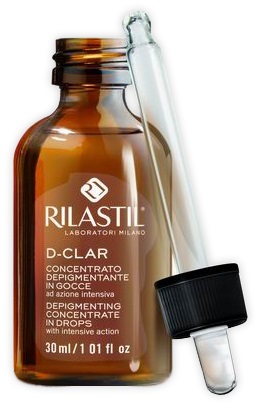 RILASTIL
LABORATORI MILANO
D-CLAR
CONCENTRATO
DEPIGMENTANTE
IN GOCCE
ad azione intensiva
DEPIGMENTING
CONCENTRATE
IN DROPS
with intensive action
30ml/1 01 fl oz